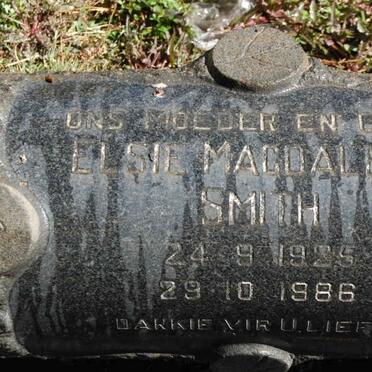 ONS MOEDER EN
ELSIE MAGDALE
SMITH
24 9 1925
29 10 1986
DANKIE VIR U LIEF